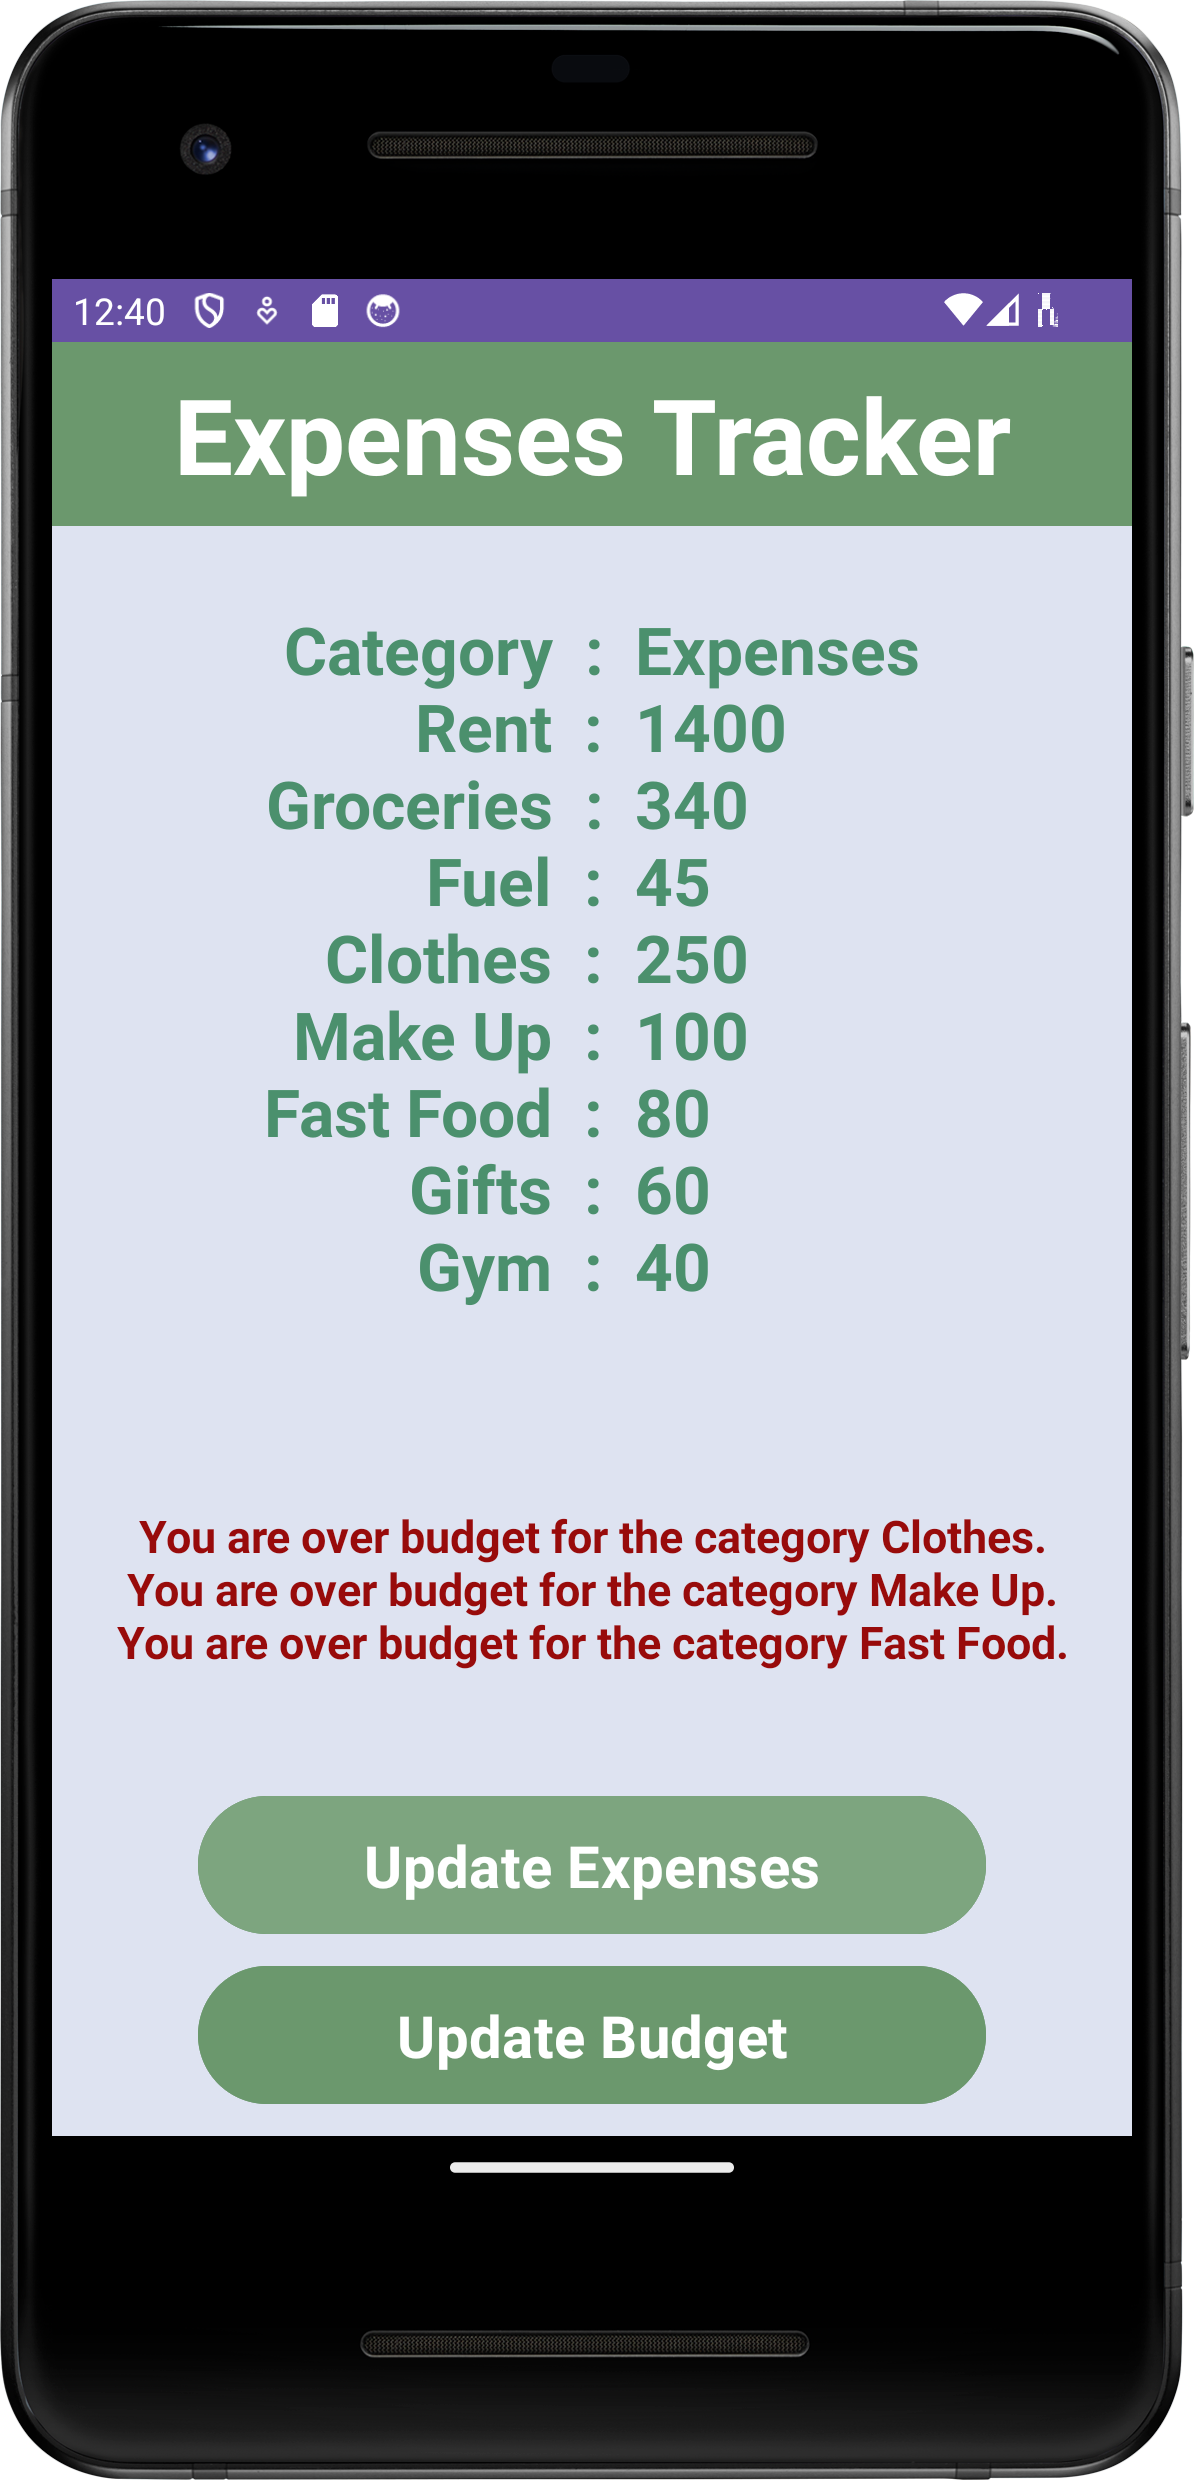 12:40
Expenses Tracker
Category : Expenses
Rent : 1400
Groceries : 340
Fuel : 45
Clothes : 250
Make Up : 100
Fast Food : 80
Gifts : 60
Gym : 40
You are over budget for the category Clothes.
You are over budget for the category Make Up.
You are over budget for the category Fast Food.
Update Expenses
Update Budget